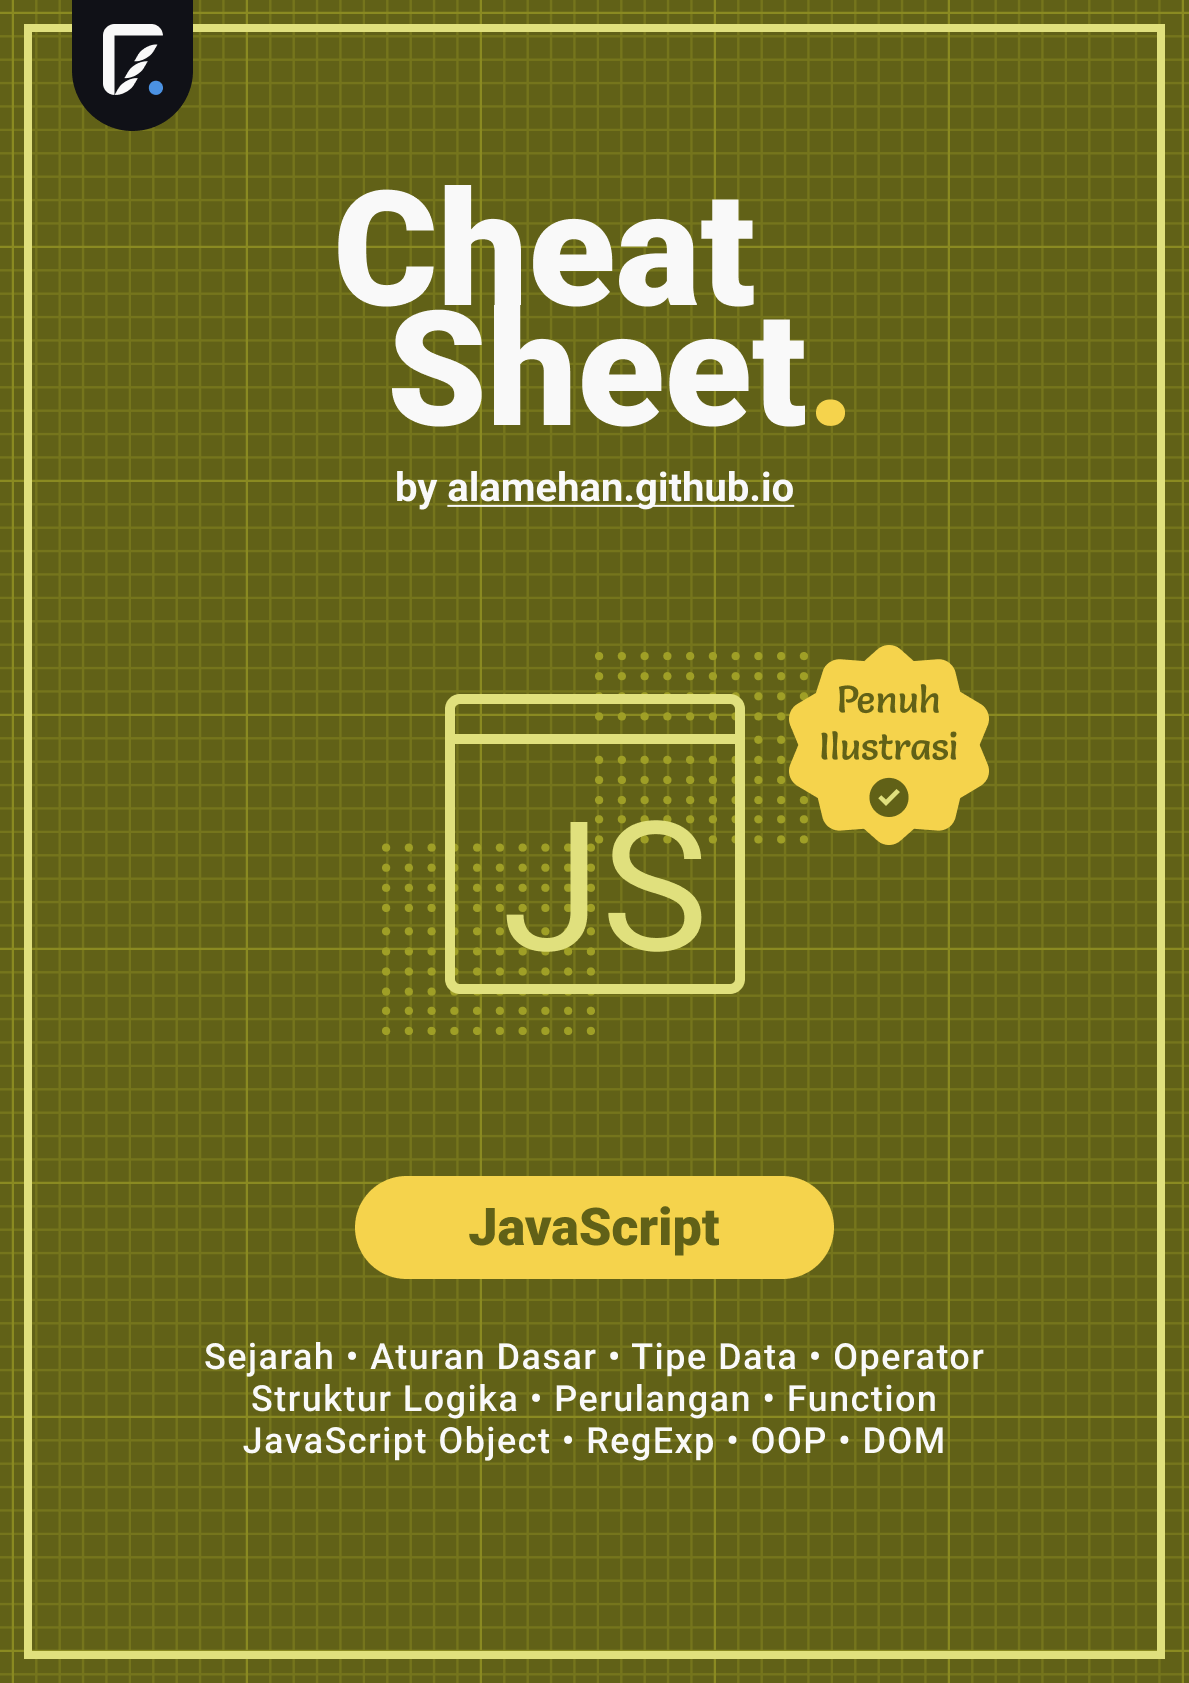 Cheat
Sheet.
by alamehan.github.io
Penuh
Ilustrasi
JS
JavaScript
Sejarah • Aturan Dasar • Tipe Data • Operator
Struktur Logika • Perulangan • Function
JavaScript Object • RegExp • OOP • DOM